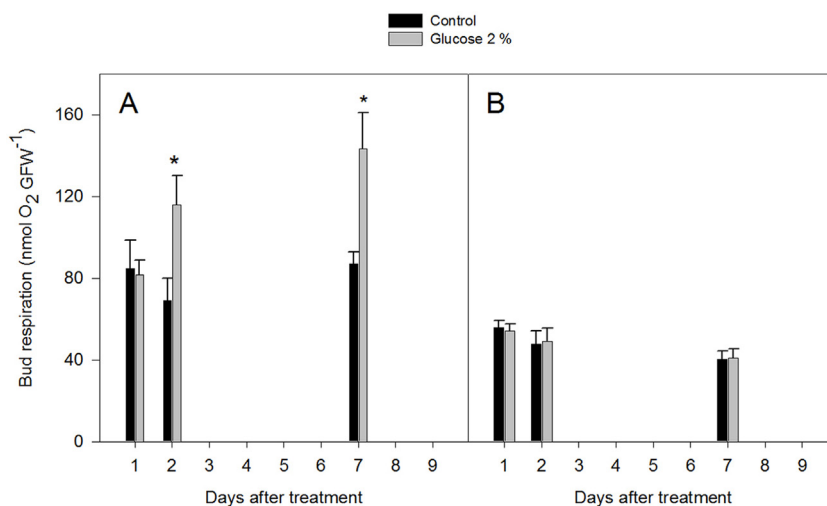 Control
Glucose 2 %
A
B
*
*
Bud respiration (nmol O2 GFW-1)
160
120
80
40
0
1 2 3 4 5 6 7 8 9
1 2 3 4 5 6 7 8 9
Days after treatment
Days after treatment